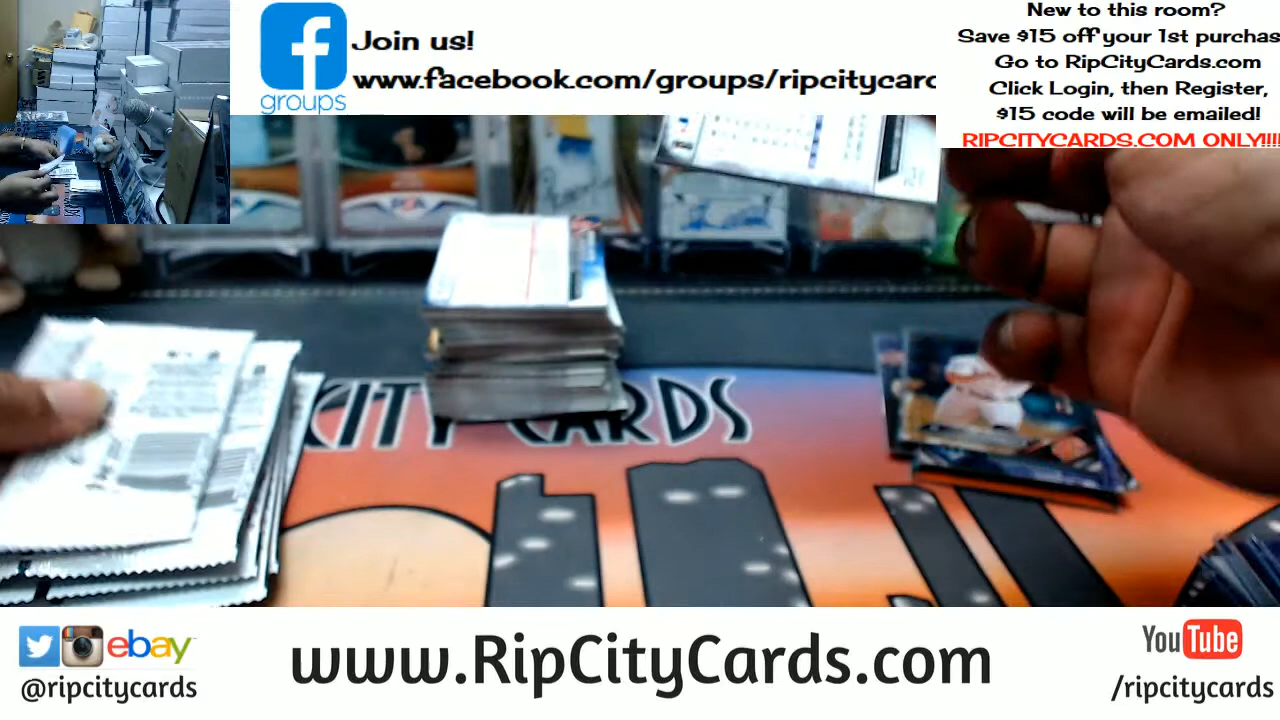 groups
Join us!
www.facebook.com/groups/ripcitycarc
New to this room?
Save $15 off your 1st purchas
Go to RipCityCards.com
Click Login, then Register,
$15 code will be emailed!
RIPCITYCARDS.COM ONLY!!!!
CITY CARDS
ebay
@ripcitycards
www.RipCityCards.com
YouTube
/ripcitycards